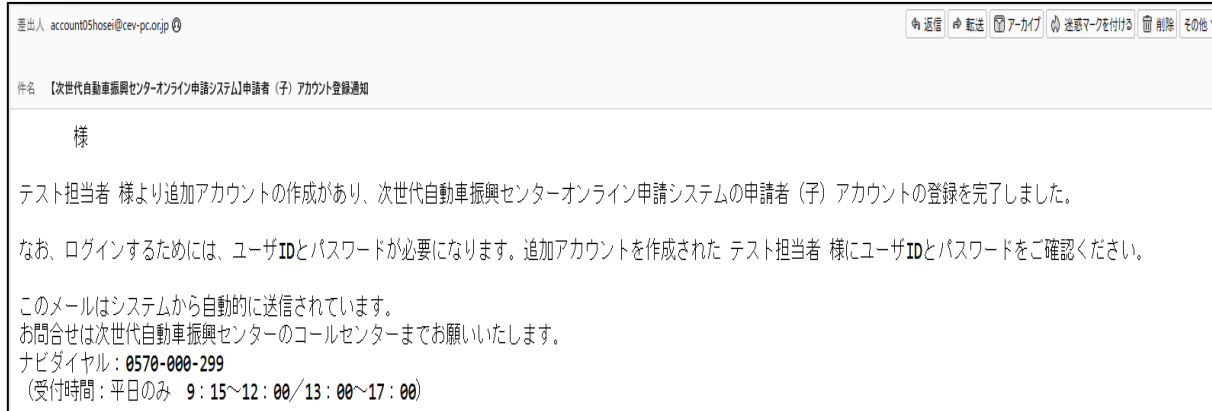 差出人 account05hosei@cev-pc.or.jp
返信 転送 アーカイブ 迷惑マークを付ける 削除 その他
件名 【次世代自動車振興センターオンライン申請システム】申請者（子）アカウント登録通知
様
テスト担当者 様より追加アカウントの作成があり、次世代自動車振興センターオンライン申請システムの申請者（子）アカウントの登録を完了しました。
なお、ログインするためには、ユーザIDとパスワードが必要になります。追加アカウントを作成された テスト担当者 様にユーザIDとパスワードをご確認ください。
このメールはシステムから自動的に送信されています。
お問合せは次世代自動車振興センターのコールセンターまでお願いいたします。
ナビダイヤル：0570-000-299
（受付時間：平日のみ　9：15～12：00／13：00～17：00）